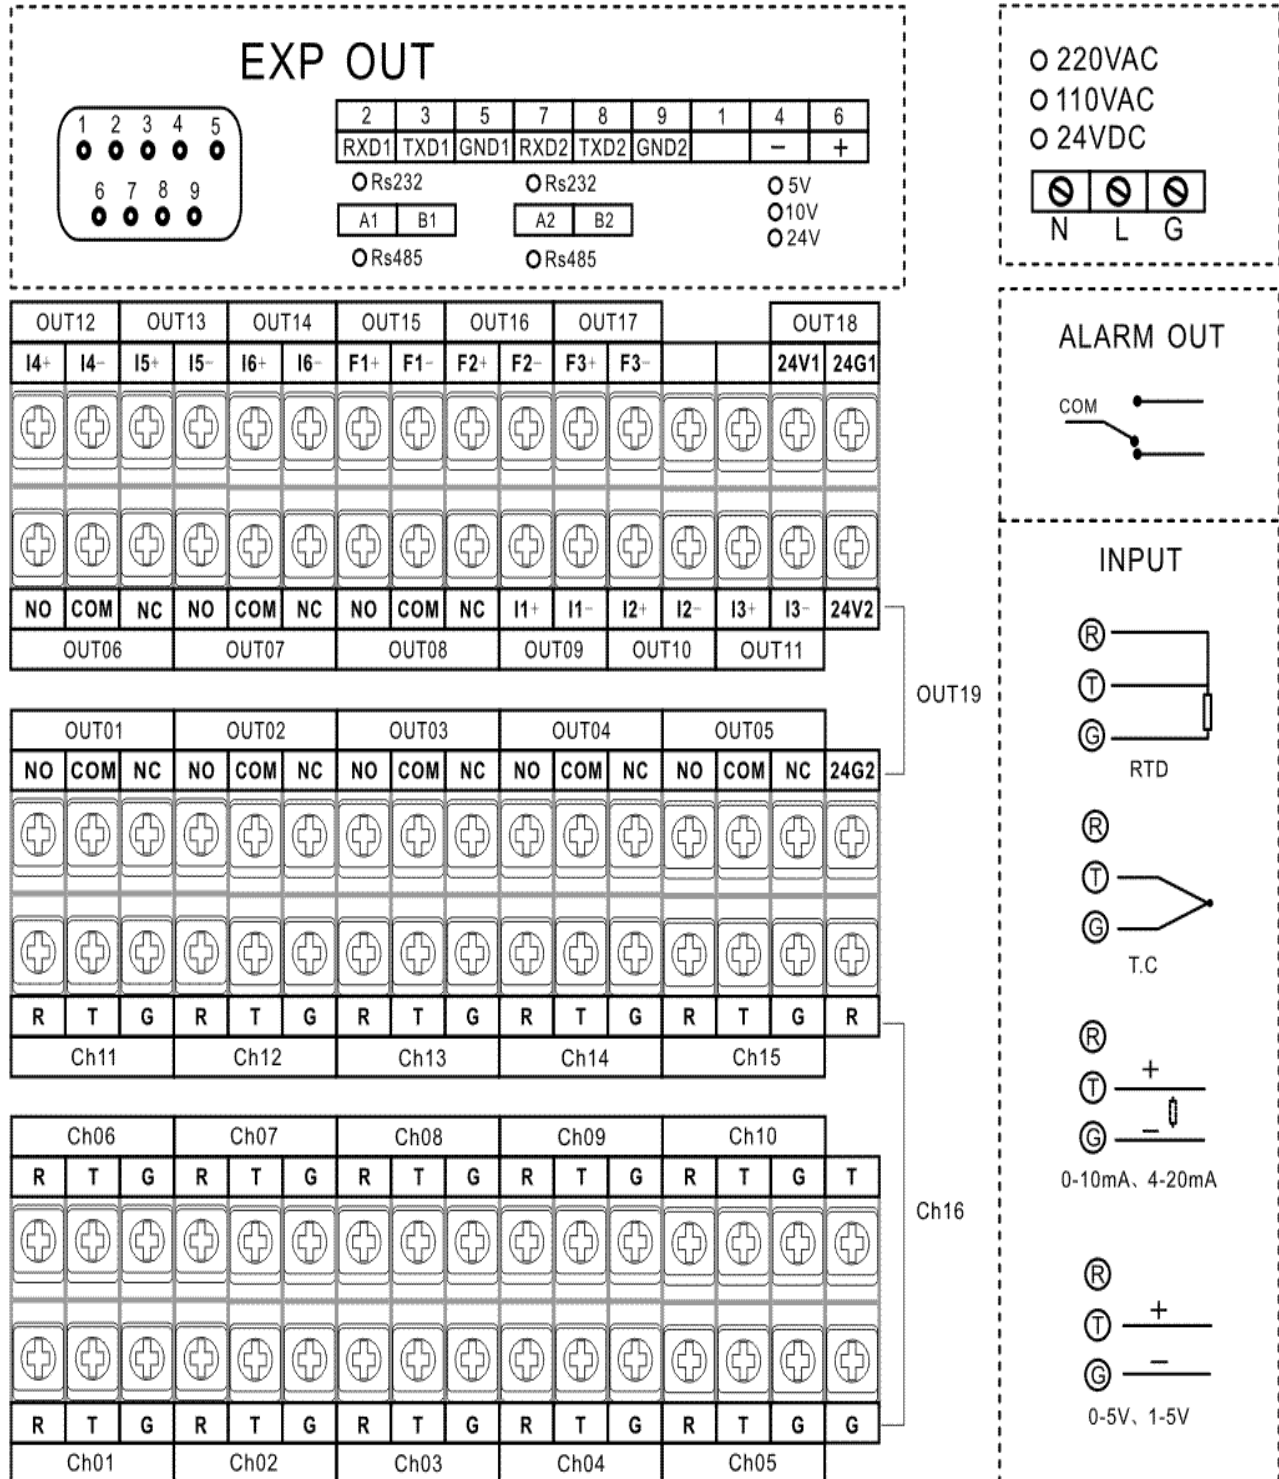 EXP OUT
1 2 3 4 5
6 7 8 9
2 3 5 7 8 9 1 4 6
RXD1 TXD1 GND1 RXD2 TXD2 GND2 − +
Rs232 Rs232 5V
A1 B1 A2 B2 10V
Rs485 Rs485 24V
220VAC
110VAC
24VDC
N L G
OUT12 OUT13 OUT14 OUT15 OUT16 OUT17 OUT18
I4+ I4− I5+ I5− I6+ I6− F1+ F1− F2+ F2− F3+ F3− 24V1 24G1
NO COM NC NO COM NC NO COM NC I1+ I1− I2+ I2− I3+ I3− 24V2
OUT06 OUT07 OUT08 OUT09 OUT10 OUT11
OUT19
OUT01 OUT02 OUT03 OUT04 OUT05
NO COM NC NO COM NC NO COM NC NO COM NC NO COM NC 24G2
R T G R T G R T G R T G R T G R
Ch11 Ch12 Ch13 Ch14 Ch15
Ch16
Ch06 Ch07 Ch08 Ch09 Ch10
R T G R T G R T G R T G R T G T
R T G R T G R T G R T G R T G G
Ch01 Ch02 Ch03 Ch04 Ch05
ALARM OUT
COM
INPUT
R
T
G
RTD
R
T
G
T.C
R
T +
G −
0-10mA、4-20mA
R
T +
G −
0-5V、1-5V